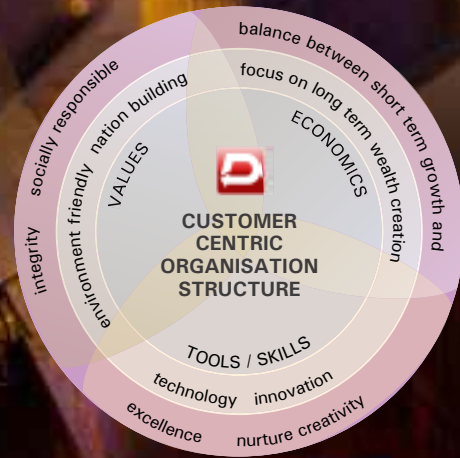 integrity socially responsible
environment friendly nation building
VALUES
balance between short term growth and
focus on long term wealth creation
ECONOMICS
CUSTOMER
CENTRIC
ORGANISATION
STRUCTURE
TOOLS / SKILLS
technology innovation
excellence nurture creativity